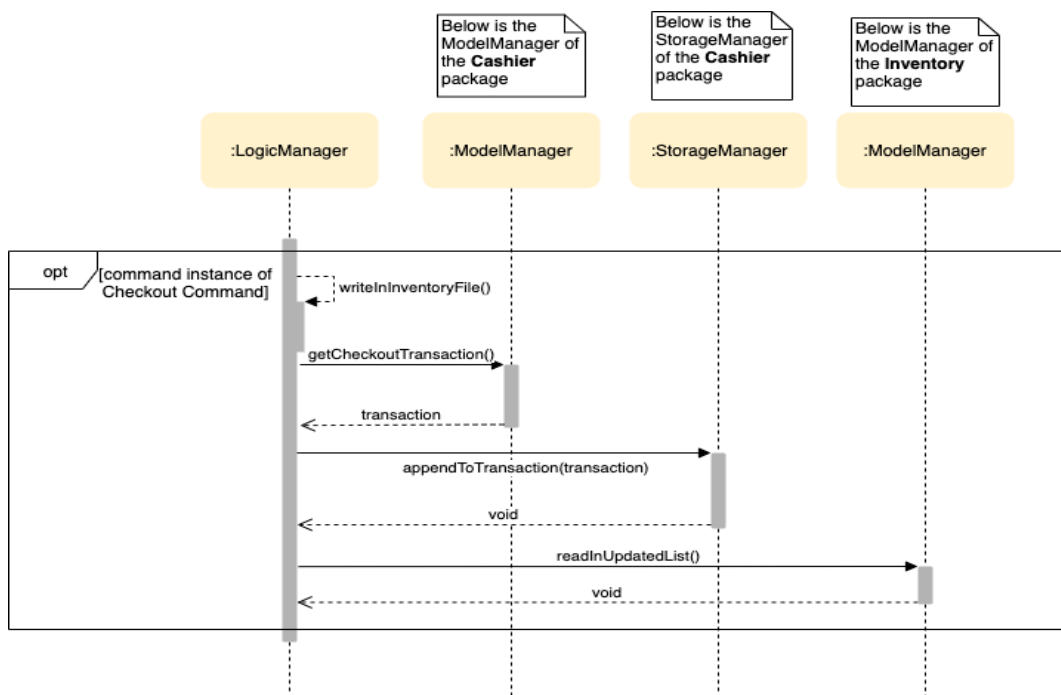 Below is the
ModelManager of
the Cashier
package
Below is the
StorageManager
of the Cashier
package
Below is the
ModelManager of
the Inventory
package
:LogicManager
:ModelManager
:StorageManager
:ModelManager
opt
[command instance of
Checkout Command]
writeInInventoryFile()
getCheckoutTransaction()
transaction
appendToTransaction(transaction)
void
readInUpdatedList()
void